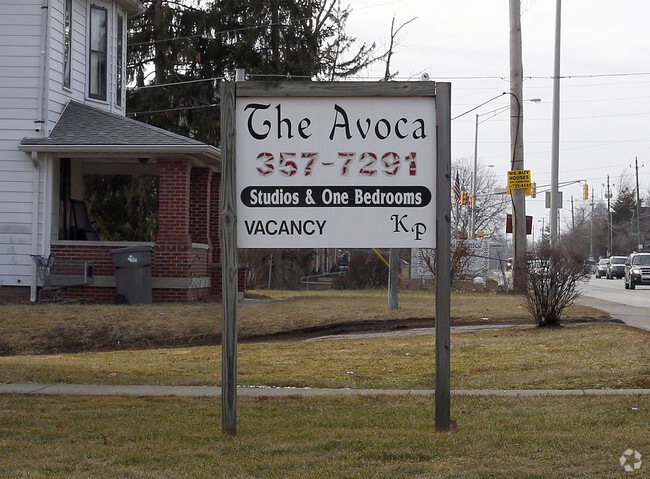 The Avoca
357-7291
Studios & One Bedrooms
VACANCY
Kp
WE BUY
HOUSES